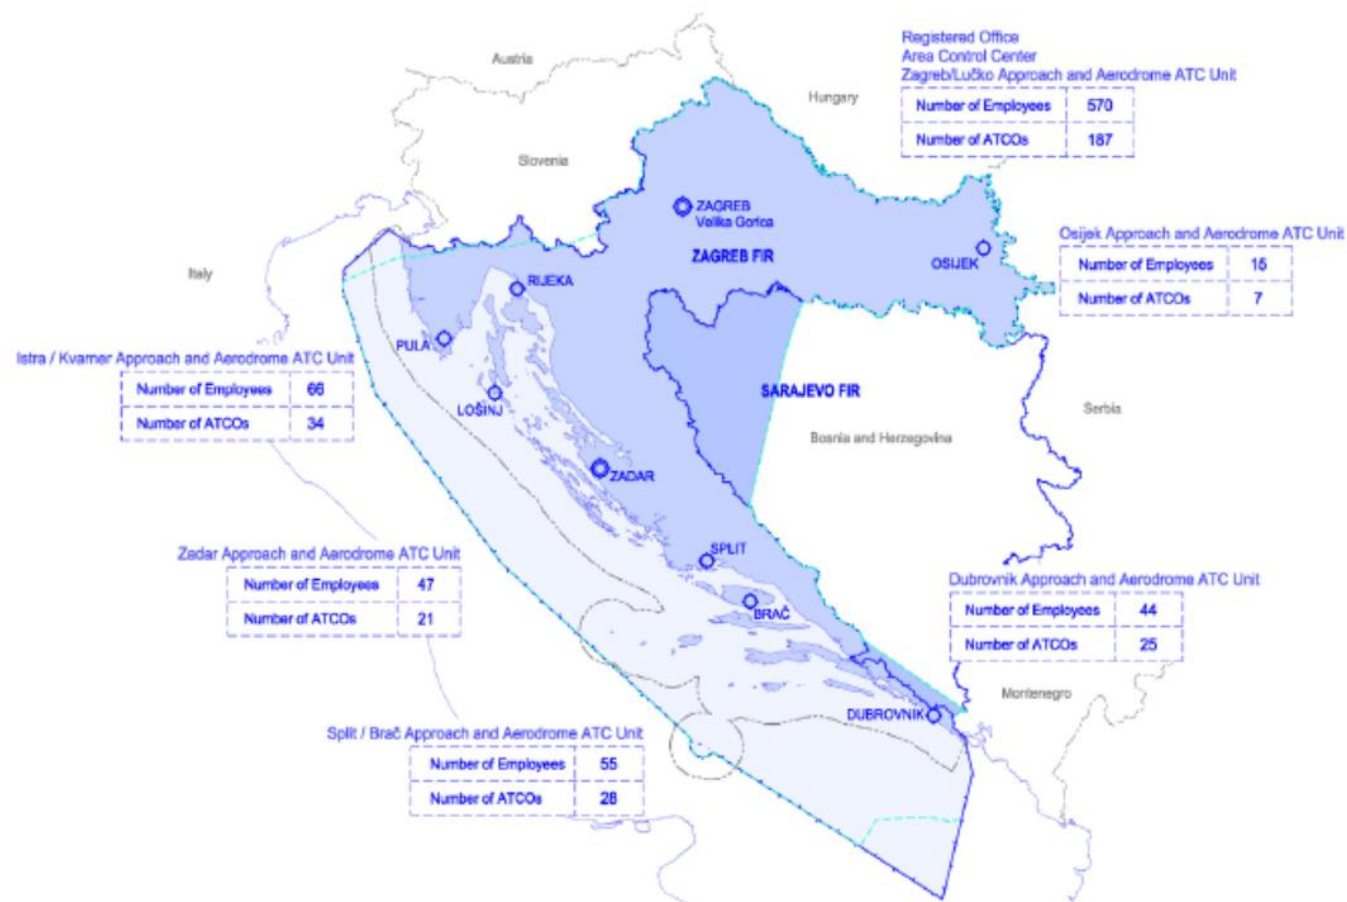 Austria
Hungary
Slovenia
Italy
Registered Office
Area Control Center
Zagreb/Lučko Approach and Aerodrome ATC Unit
Number of Employees 570
Number of ATCOs 187
ZAGREB
Velika Gorica
ZAGREB FIR
OSIJEK
Osijek Approach and Aerodrome ATC Unit
Number of Employees 15
Number of ATCOs 7
RIJEKA
PULA
LOŠINJ
Istra / Kvarner Approach and Aerodrome ATC Unit
Number of Employees 66
Number of ATCOs 34
SARAJEVO FIR
Bosnia and Herzegovina
Serbia
ZADAR
Zadar Approach and Aerodrome ATC Unit
Number of Employees 47
Number of ATCOs 21
SPLIT
BRAČ
Dubrovnik Approach and Aerodrome ATC Unit
Number of Employees 44
Number of ATCOs 25
Montenegro
DUBROVNIK
Split / Brač Approach and Aerodrome ATC Unit
Number of Employees 55
Number of ATCOs 28